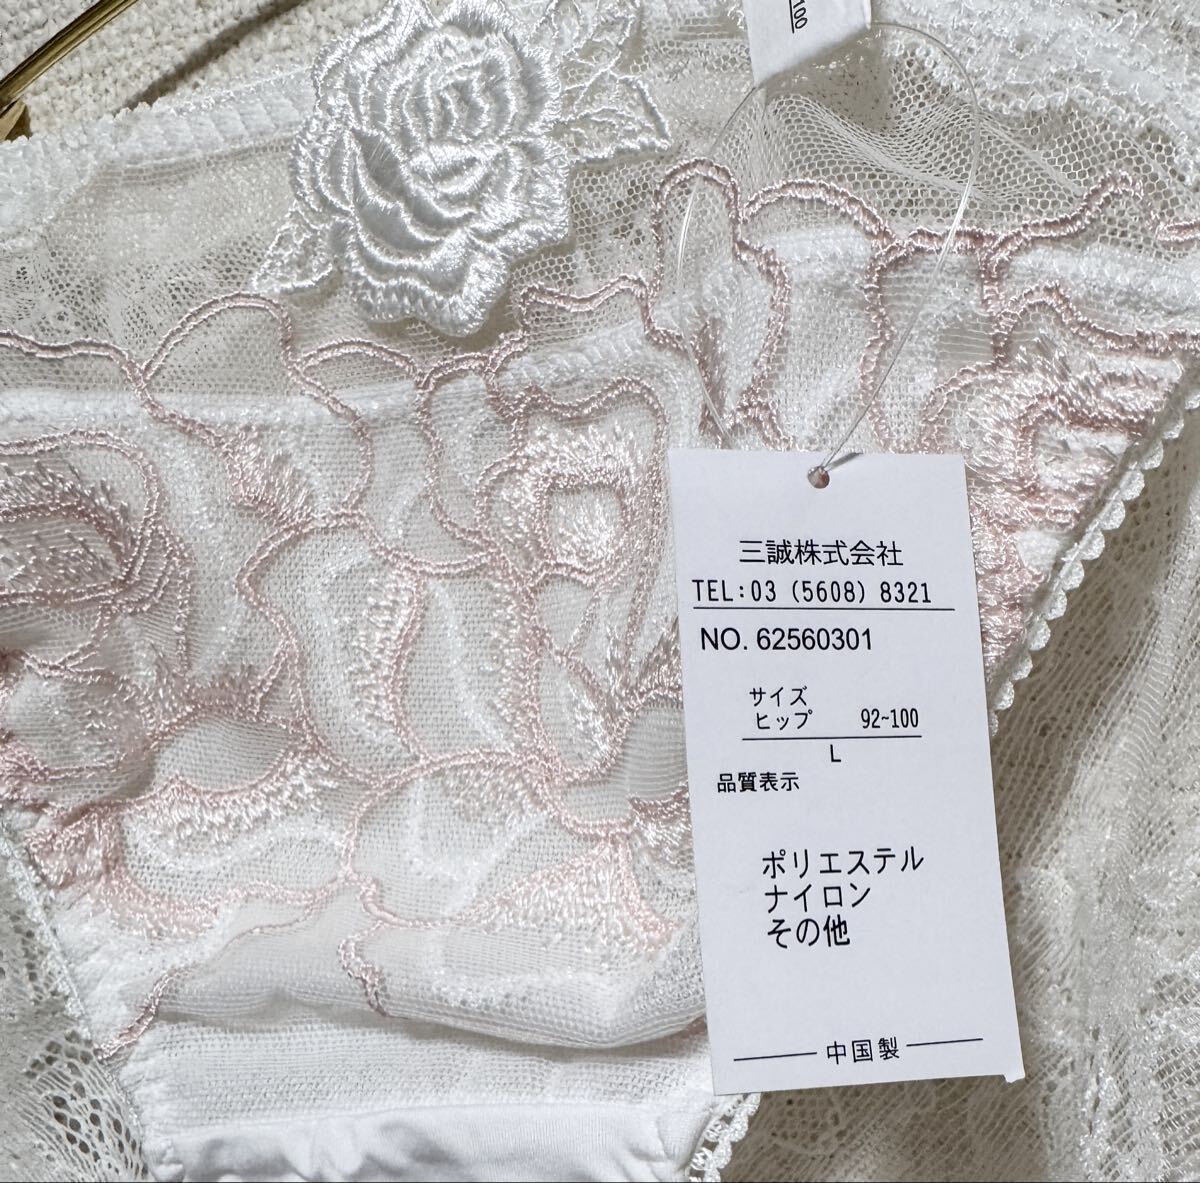 100
三誠株式会社
TEL:03 (5608) 8321
NO. 62560301
サイズ
ヒップ 92~100
L
品質表示
ポリエステル
ナイロン
その他
中国製